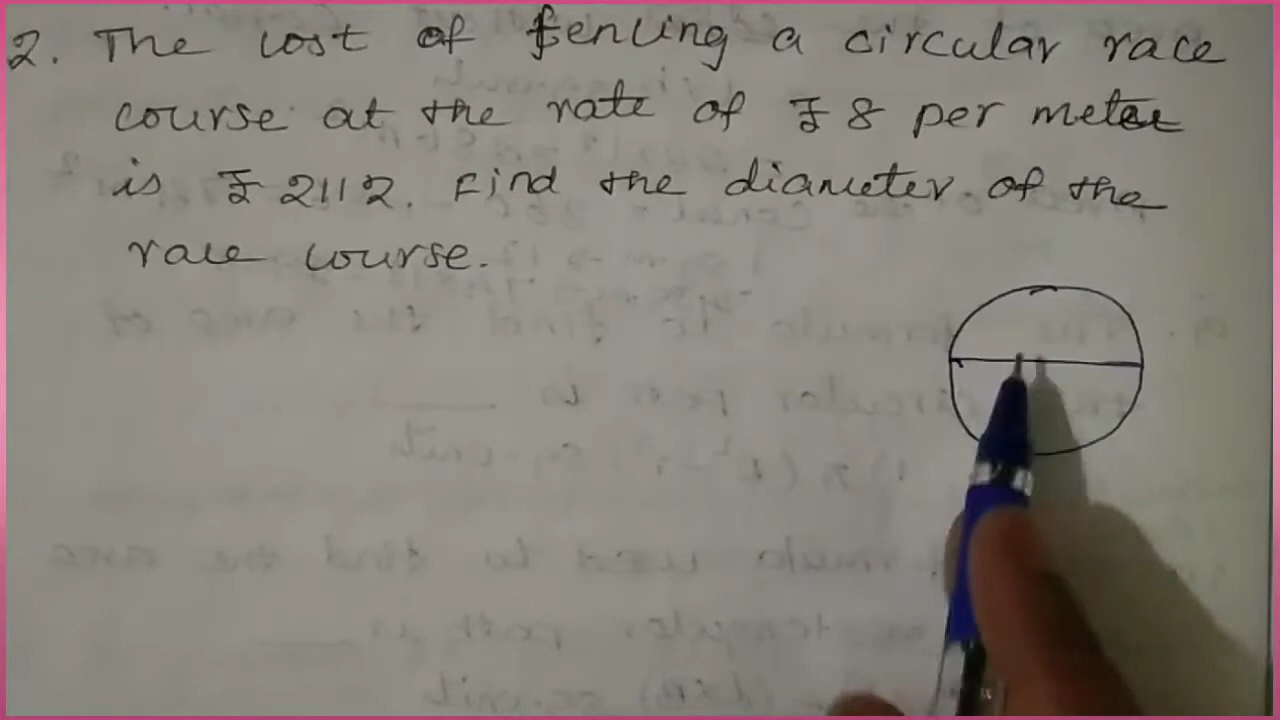 2. The cost of fencing a circular race
course at the rate of ₹ 8 per meter
is ₹ 2112. Find the diameter of the
race course.